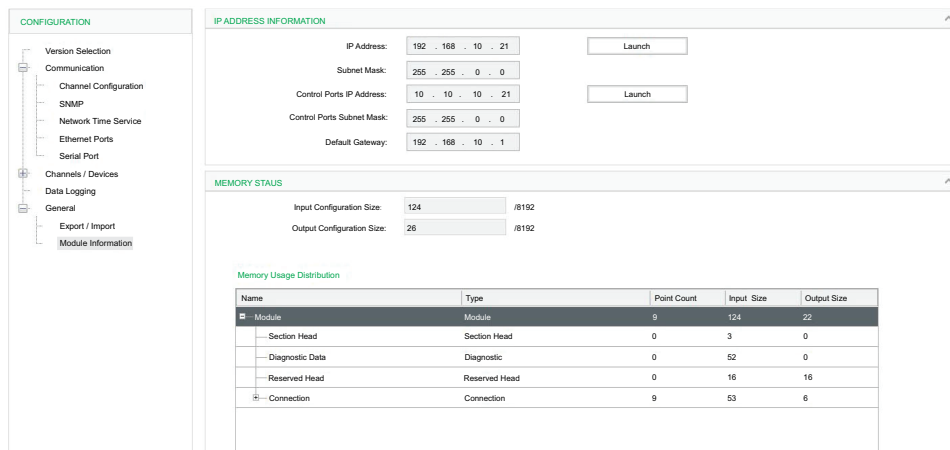 CONFIGURATION
Version Selection
Communication
Channel Configuration
SNMP
Network Time Service
Ethernet Ports
Serial Port
Channels / Devices
Data Logging
General
Export / Import
Module Information
IP ADDRESS INFORMATION
IP Address: 192 . 168 . 10 . 21 Launch
Subnet Mask: 255 . 255 . 0 . 0
Control Ports IP Address: 10 . 10 . 10 . 21 Launch
Control Ports Subnet Mask: 255 . 255 . 0 . 0
Default Gateway: 192 . 168 . 10 . 1
MEMORY STAUS
Input Configuration Size: 124 /8192
Output Configuration Size: 26 /8192
Memory Usage Distribution
Name Type Point Count Input Size Output Size
Module Module 9 124 22
Section Head Section Head 0 3 0
Diagnostic Data Diagnostic 0 52 0
Reserved Head Reserved Head 0 16 16
Connection Connection 9 53 6